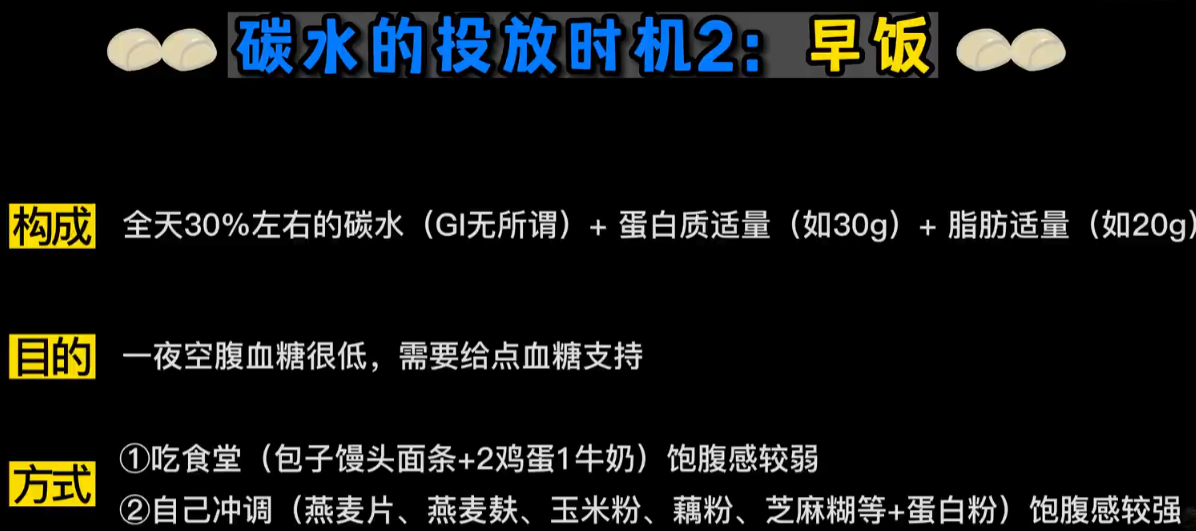 碳水的投放时机2：早饭
构成 全天30%左右的碳水（GI无所谓）+ 蛋白质适量（如30g）+ 脂肪适量（如20g）
目的 一夜空腹血糖很低，需要给点血糖支持
方式 ①吃食堂（包子馒头面条+2鸡蛋1牛奶）饱腹感较弱
②自己冲调（燕麦片、燕麦麸、玉米粉、藕粉、芝麻糊等+蛋白粉）饱腹感较强